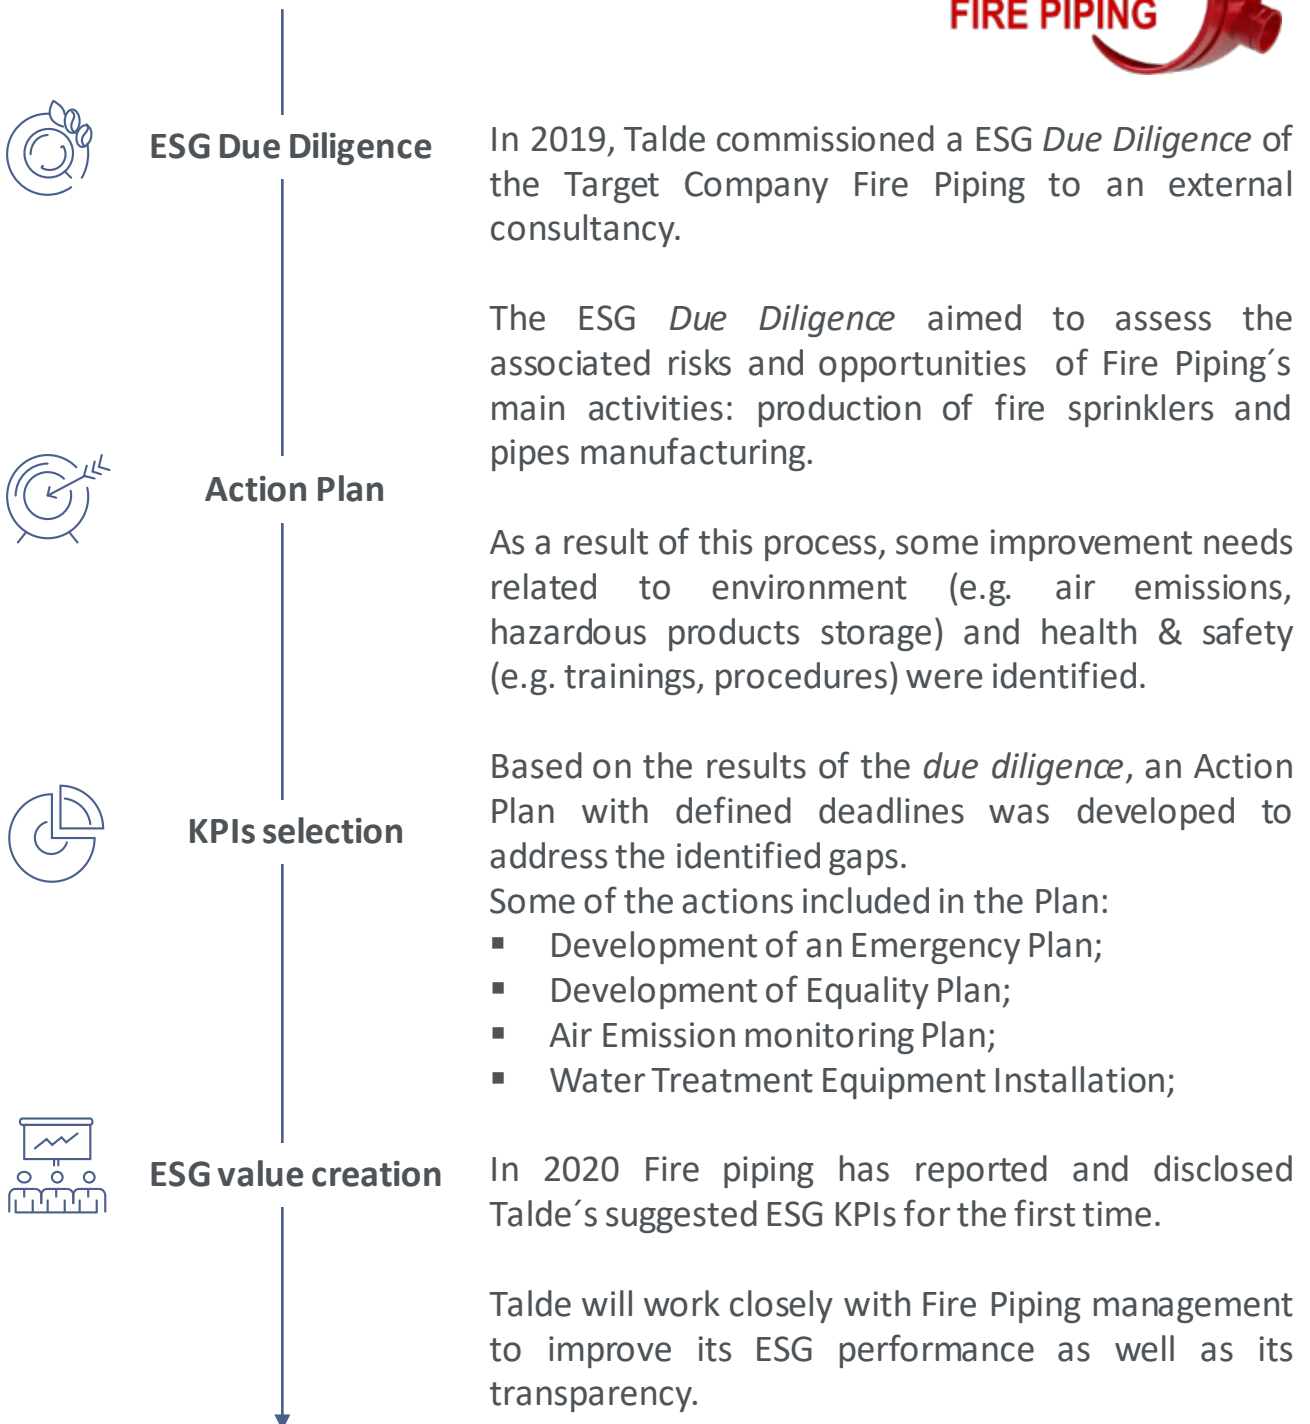 FIRE PIPING
ESG Due Diligence
In 2019, Talde commissioned a ESG Due Diligence of
the Target Company Fire Piping to an external
consultancy.
The ESG Due Diligence aimed to assess the
associated risks and opportunities of Fire Piping´s
main activities: production of fire sprinklers and
pipes manufacturing.
Action Plan
As a result of this process, some improvement needs
related to environment (e.g. air emissions,
hazardous products storage) and health & safety
(e.g. trainings, procedures) were identified.
KPIs selection
Based on the results of the due diligence, an Action
Plan with defined deadlines was developed to
address the identified gaps.
Some of the actions included in the Plan:
▪ Development of an Emergency Plan;
▪ Development of Equality Plan;
▪ Air Emission monitoring Plan;
▪ Water Treatment Equipment Installation;
ESG value creation
In 2020 Fire piping has reported and disclosed
Talde´s suggested ESG KPIs for the first time.
Talde will work closely with Fire Piping management
to improve its ESG performance as well as its
transparency.